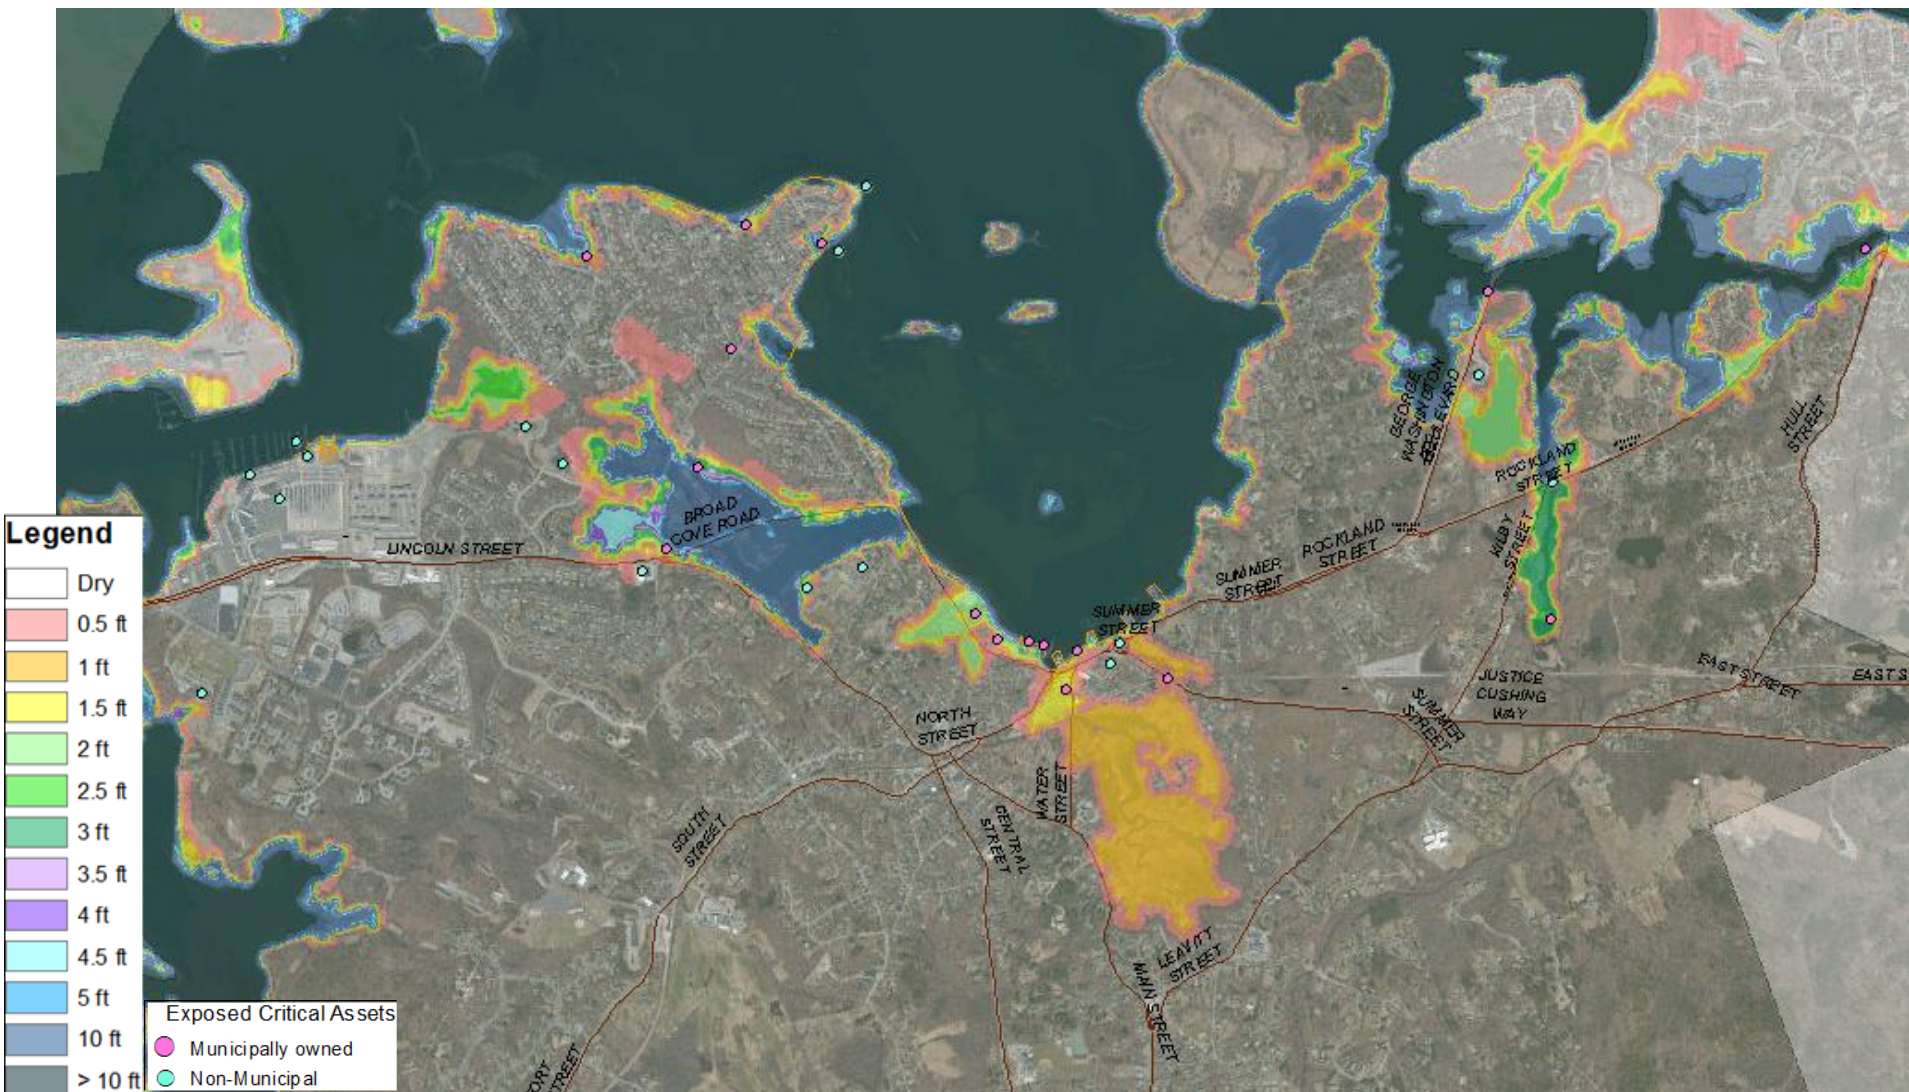 GEORGE
WASHINGTON
BOULEVARD
HULL
STREET
ROCKLAND
STREET
BROAD
COVE ROAD
LINCOLN STREET
KILBY
STREET
ROCKLAND
STREET
SUMMER
STREET
SUMMER
STREET
JUSTICE
CUSHING
WAY
EAST STREET
EAST S
SUMMER
STREET
NORTH
STREET
WATER
STREET
CENTRAL
STREET
SOUTH
STREET
LEAVITT
STREET
MAIN STREET
ORT
TREET
Legend
Dry
0.5 ft
1 ft
1.5 ft
2 ft
2.5 ft
3 ft
3.5 ft
4 ft
4.5 ft
5 ft
10 ft
> 10 ft
Exposed Critical Assets
Municipally owned
Non-Municipal